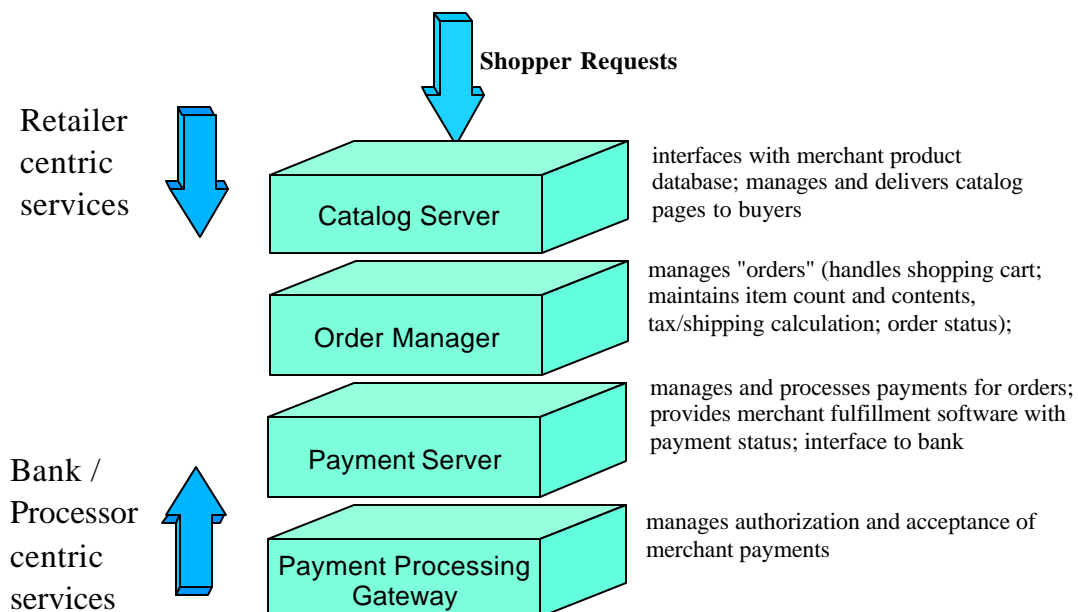 Shopper Requests
Retailer
centric
services
Catalog Server
interfaces with merchant product
database; manages and delivers catalog
pages to buyers
Order Manager
manages "orders" (handles shopping cart;
maintains item count and contents,
tax/shipping calculation; order status);
Payment Server
manages and processes payments for orders;
provides merchant fulfillment software with
payment status; interface to bank
Bank /
Processor
centric
services
Payment Processing
Gateway
manages authorization and acceptance of
merchant payments